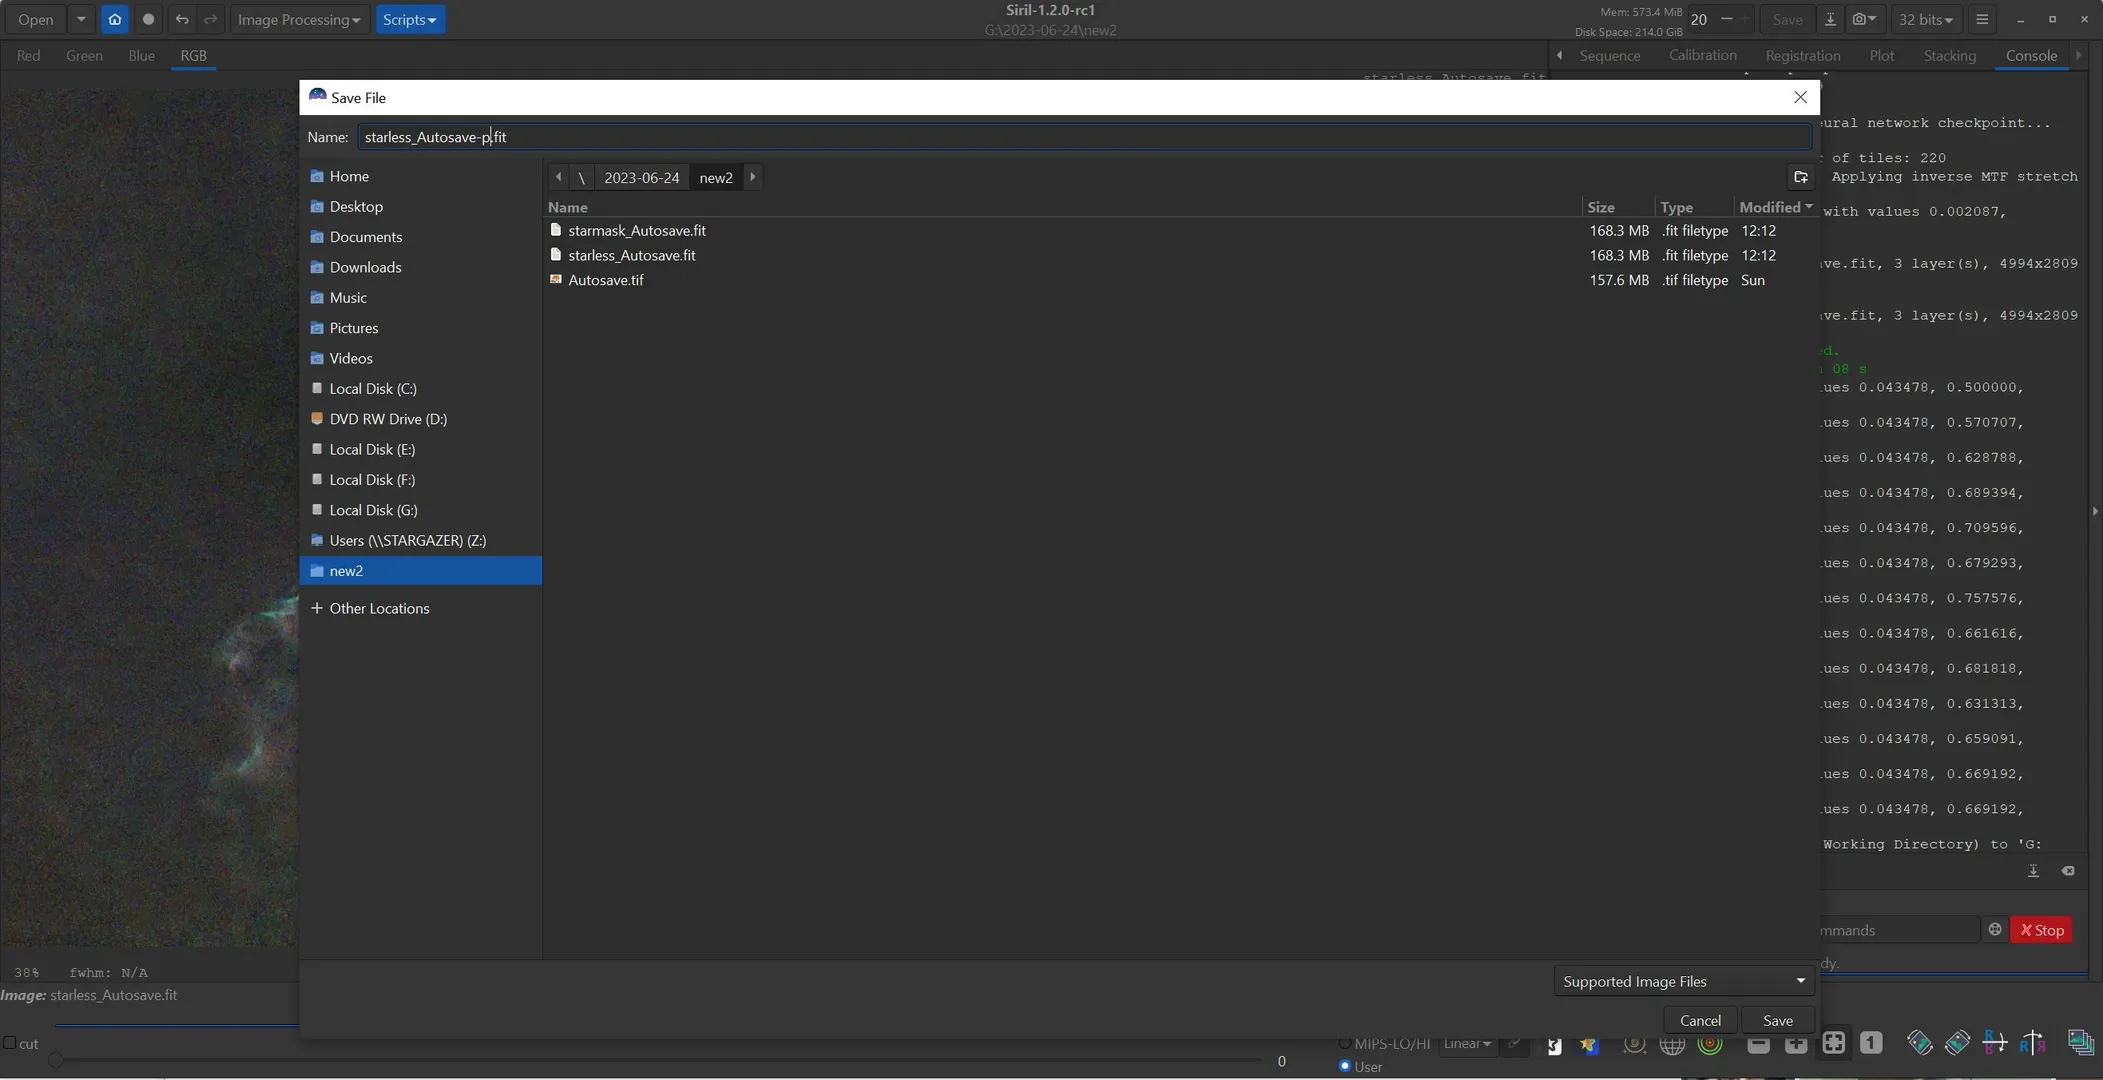 Open
Image Processing
Scripts
Siril-1.2.0-rc1
G:\2023-06-24\new2
Mem: 573.4 MiB
Disk Space: 214.0 GiB
20
Save
32 bits
Red Green Blue RGB
Sequence Calibration Registration Plot Stacking Console
starless_Autosave.fit
Save File
Name: starless_Autosave-p.fit
\ 2023-06-24 new2
Home
Desktop
Documents
Downloads
Music
Pictures
Videos
Local Disk (C:)
DVD RW Drive (D:)
Local Disk (E:)
Local Disk (F:)
Local Disk (G:)
Users (\\STARGAZER) (Z:)
new2
Other Locations
Name Size Type Modified
starmask_Autosave.fit 168.3 MB .fit filetype 12:12
starless_Autosave.fit 168.3 MB .fit filetype 12:12
Autosave.tif 157.6 MB .tif filetype Sun
Supported Image Files
Cancel Save
ural network checkpoint...
r of tiles: 220
Applying inverse MTF stretch
with values 0.002087,
ve.fit, 3 layer(s), 4994x2809
ve.fit, 3 layer(s), 4994x2809
ed.
08 s
ues 0.043478, 0.500000,
ues 0.043478, 0.570707,
ues 0.043478, 0.628788,
ues 0.043478, 0.689394,
ues 0.043478, 0.709596,
ues 0.043478, 0.679293,
ues 0.043478, 0.757576,
ues 0.043478, 0.661616,
ues 0.043478, 0.681818,
ues 0.043478, 0.631313,
ues 0.043478, 0.659091,
ues 0.043478, 0.669192,
ues 0.043478, 0.669192,
Working Directory) to 'G:
mmands
Stop
dy.
38% fwhm: N/A
Image: starless_Autosave.fit
cut
0
MIPS-LO/HI
User
Linear
1